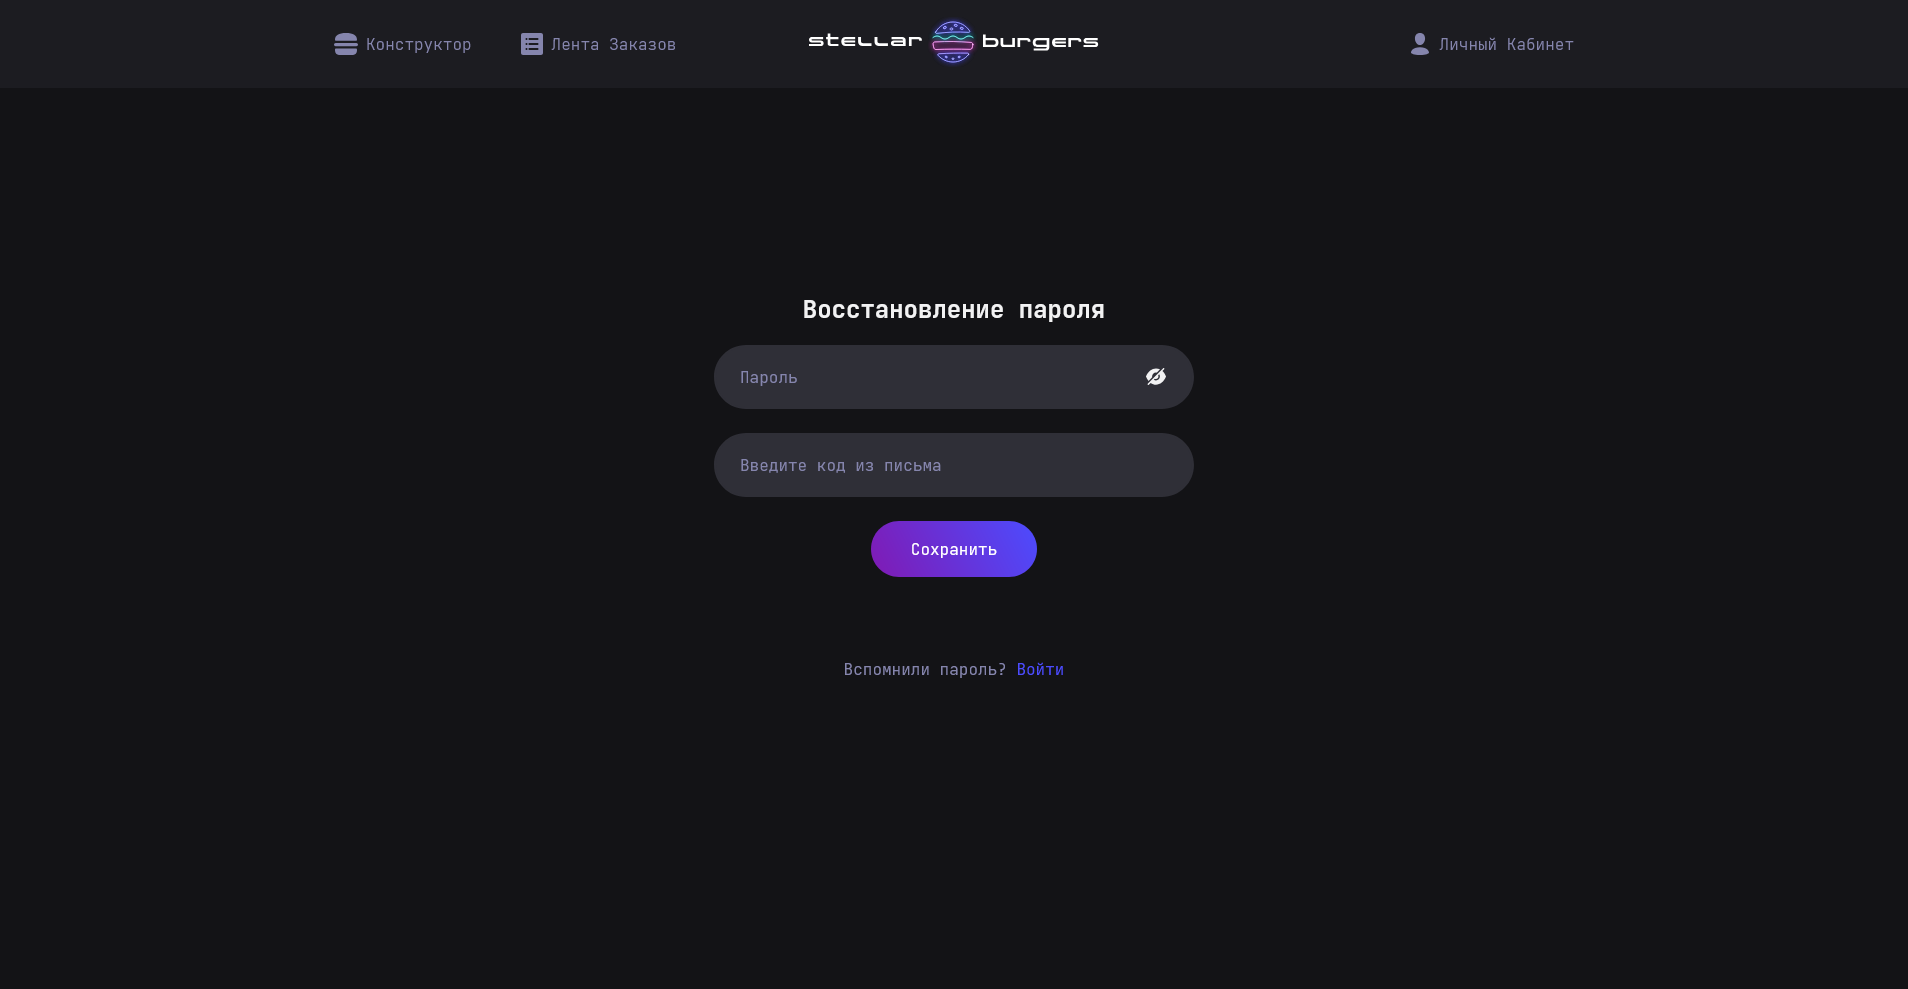 Конструктор
Лента Заказов
stellar burgers
Личный Кабинет
Восстановление пароля
Пароль
Введите код из письма
Сохранить
Вспомнили пароль? Войти